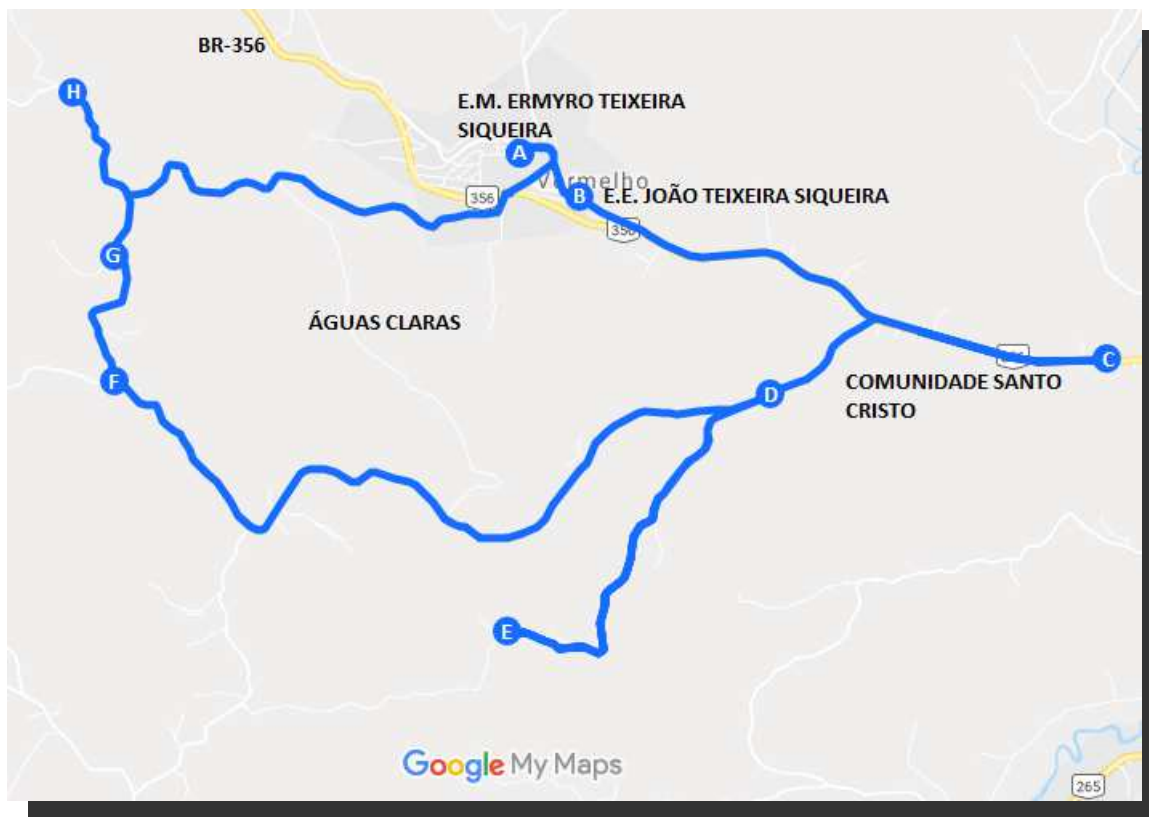 BR-356
H
E.M. ERMYRO TEIXEIRA
SIQUEIRA
A
Vermelho
356
B
E.E. JOÃO TEIXEIRA SIQUEIRA
356
G
ÁGUAS CLARAS
C
F
D
COMUNIDADE SANTO
CRISTO
E
Google My Maps
265